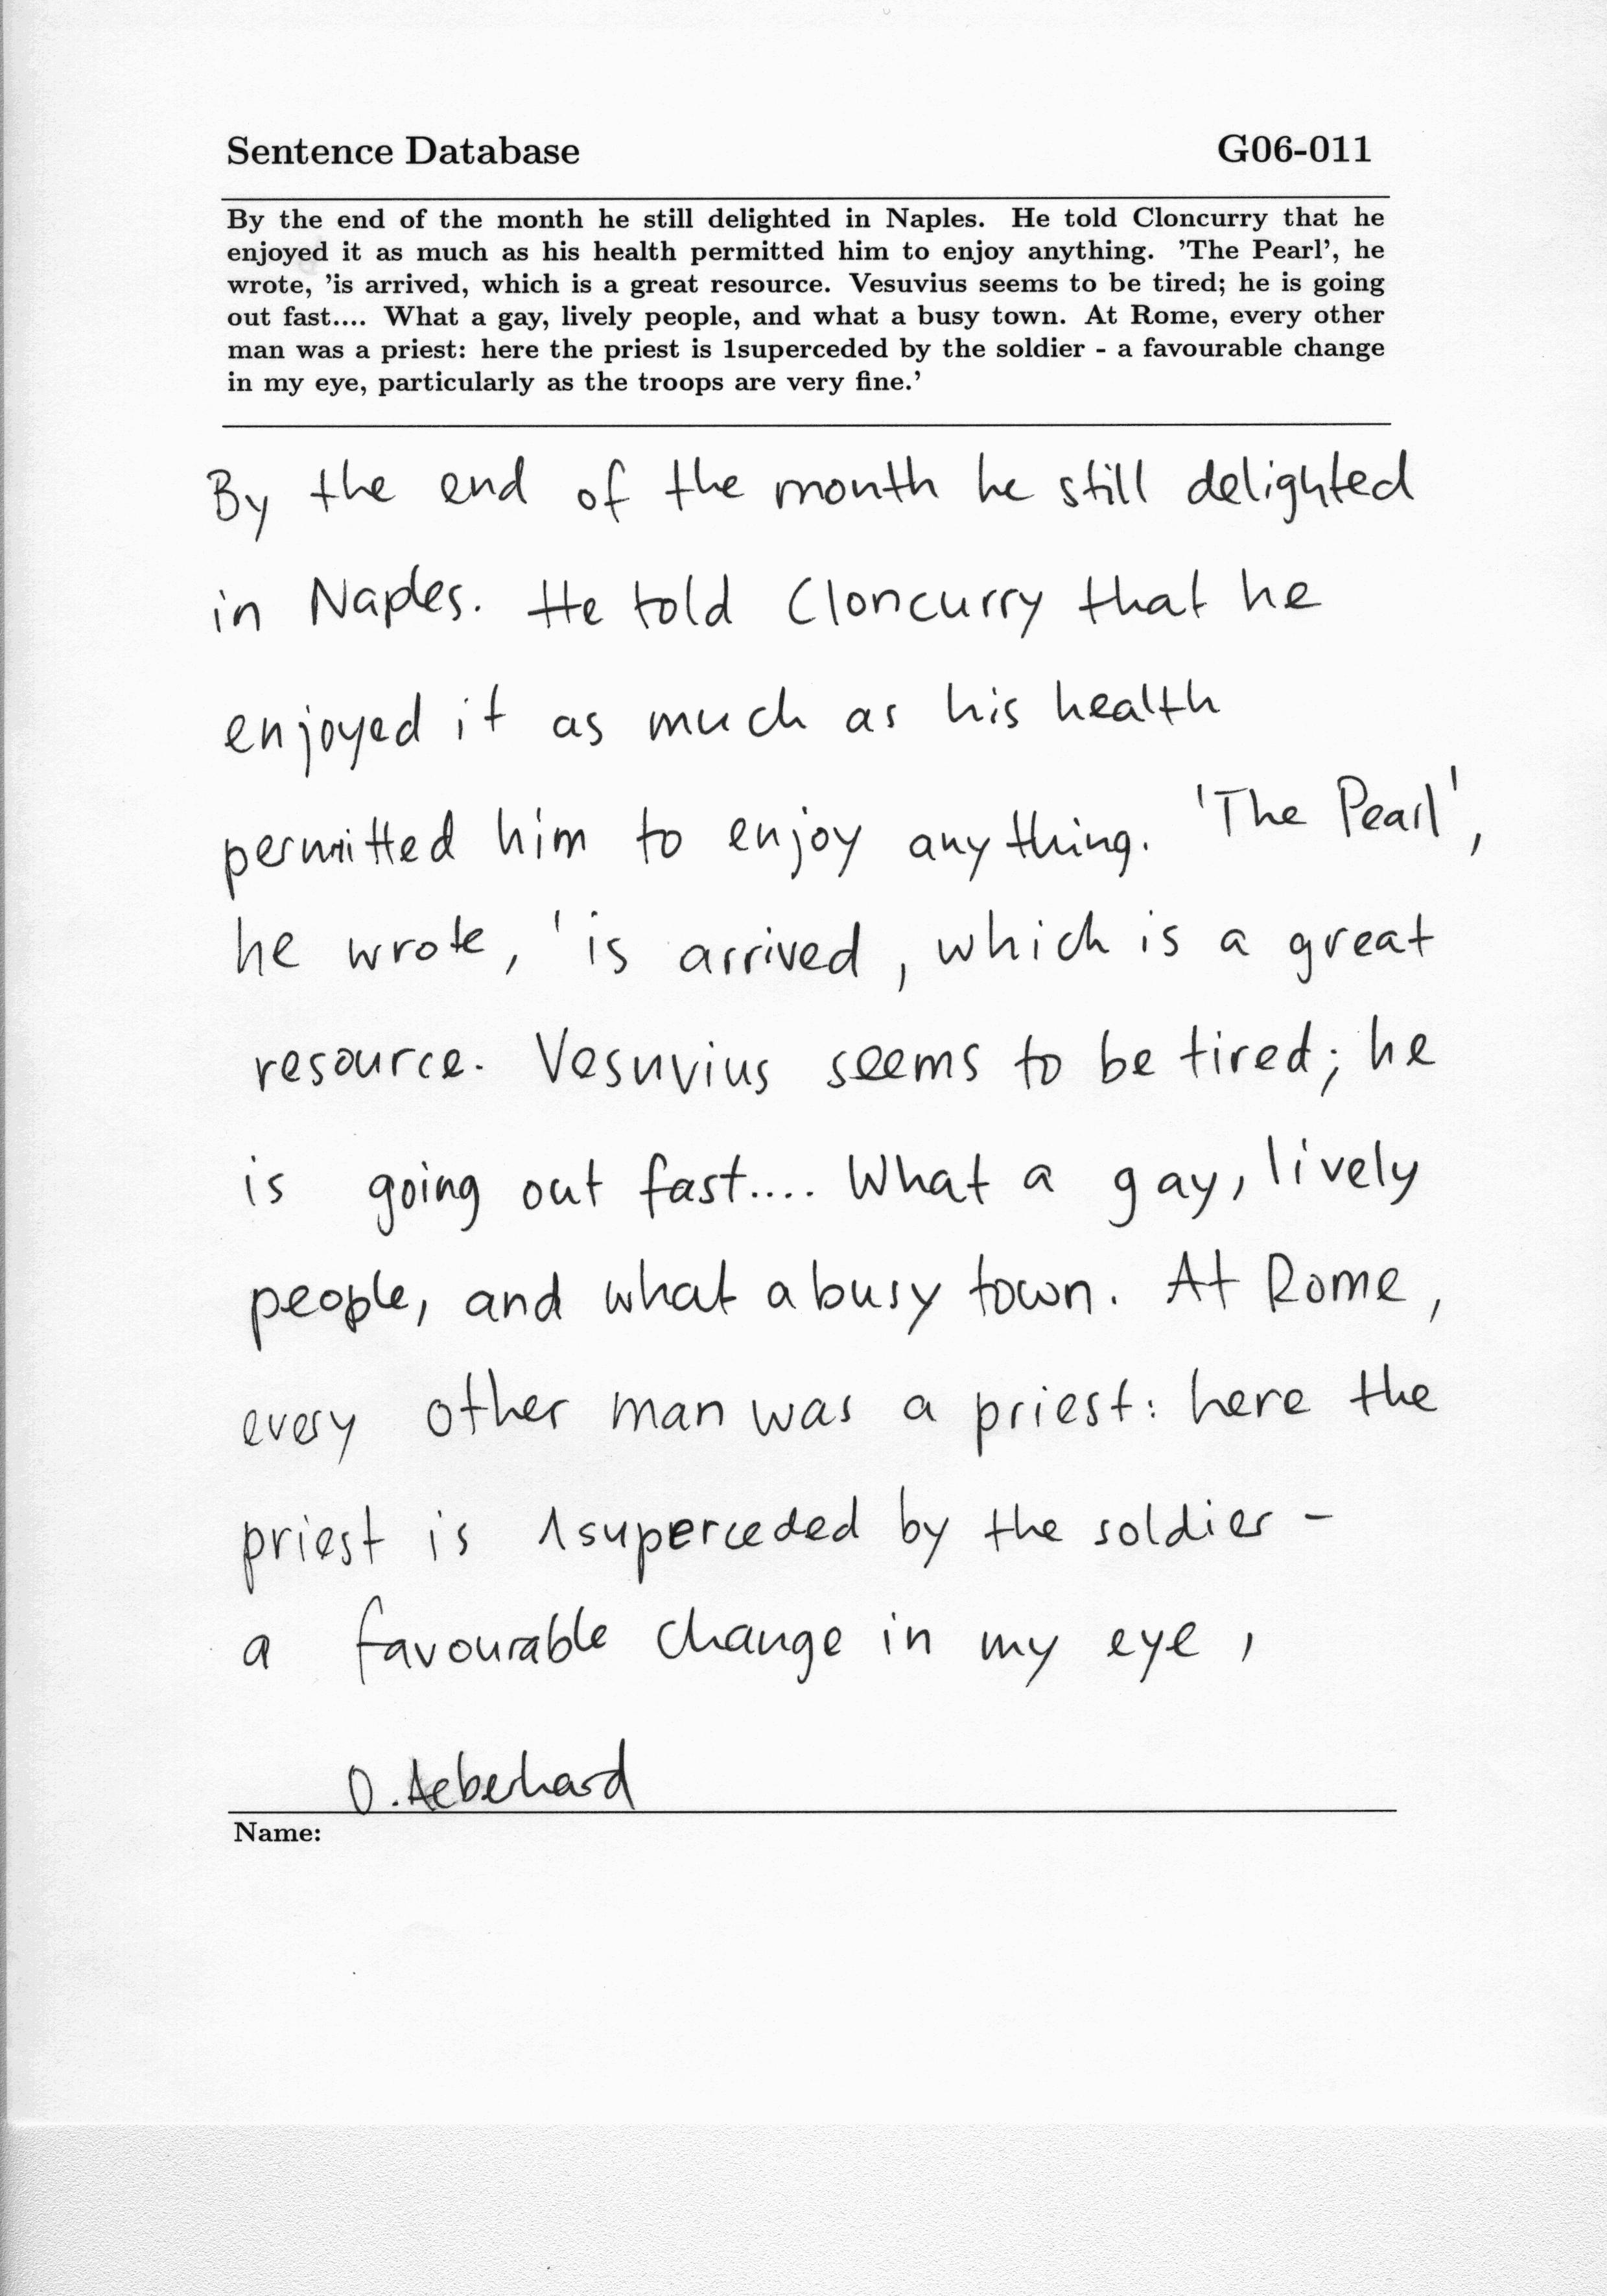 Sentence Database G06-011
By the end of the month he still delighted in Naples. He told Cloncurry that he
enjoyed it as much as his health permitted him to enjoy anything. 'The Pearl', he
wrote, 'is arrived, which is a great resource. Vesuvius seems to be tired; he is going
out fast.... What a gay, lively people, and what a busy town. At Rome, every other
man was a priest: here the priest is 1superceded by the soldier - a favourable change
in my eye, particularly as the troops are very fine.'
By the end of the month he still delighted
in Naples. He told Cloncurry that he
enjoyed it as much as his health
permitted him to enjoy anything. 'The Pearl',
he wrote, 'is arrived, which is a great
resource. Vesuvius seems to be tired; he
is going out fast.... What a gay, lively
people, and what a busy town. At Rome,
every other man was a priest: here the
priest is 1superceded by the soldier -
a favourable change in my eye,
D. Aeberhard
Name: